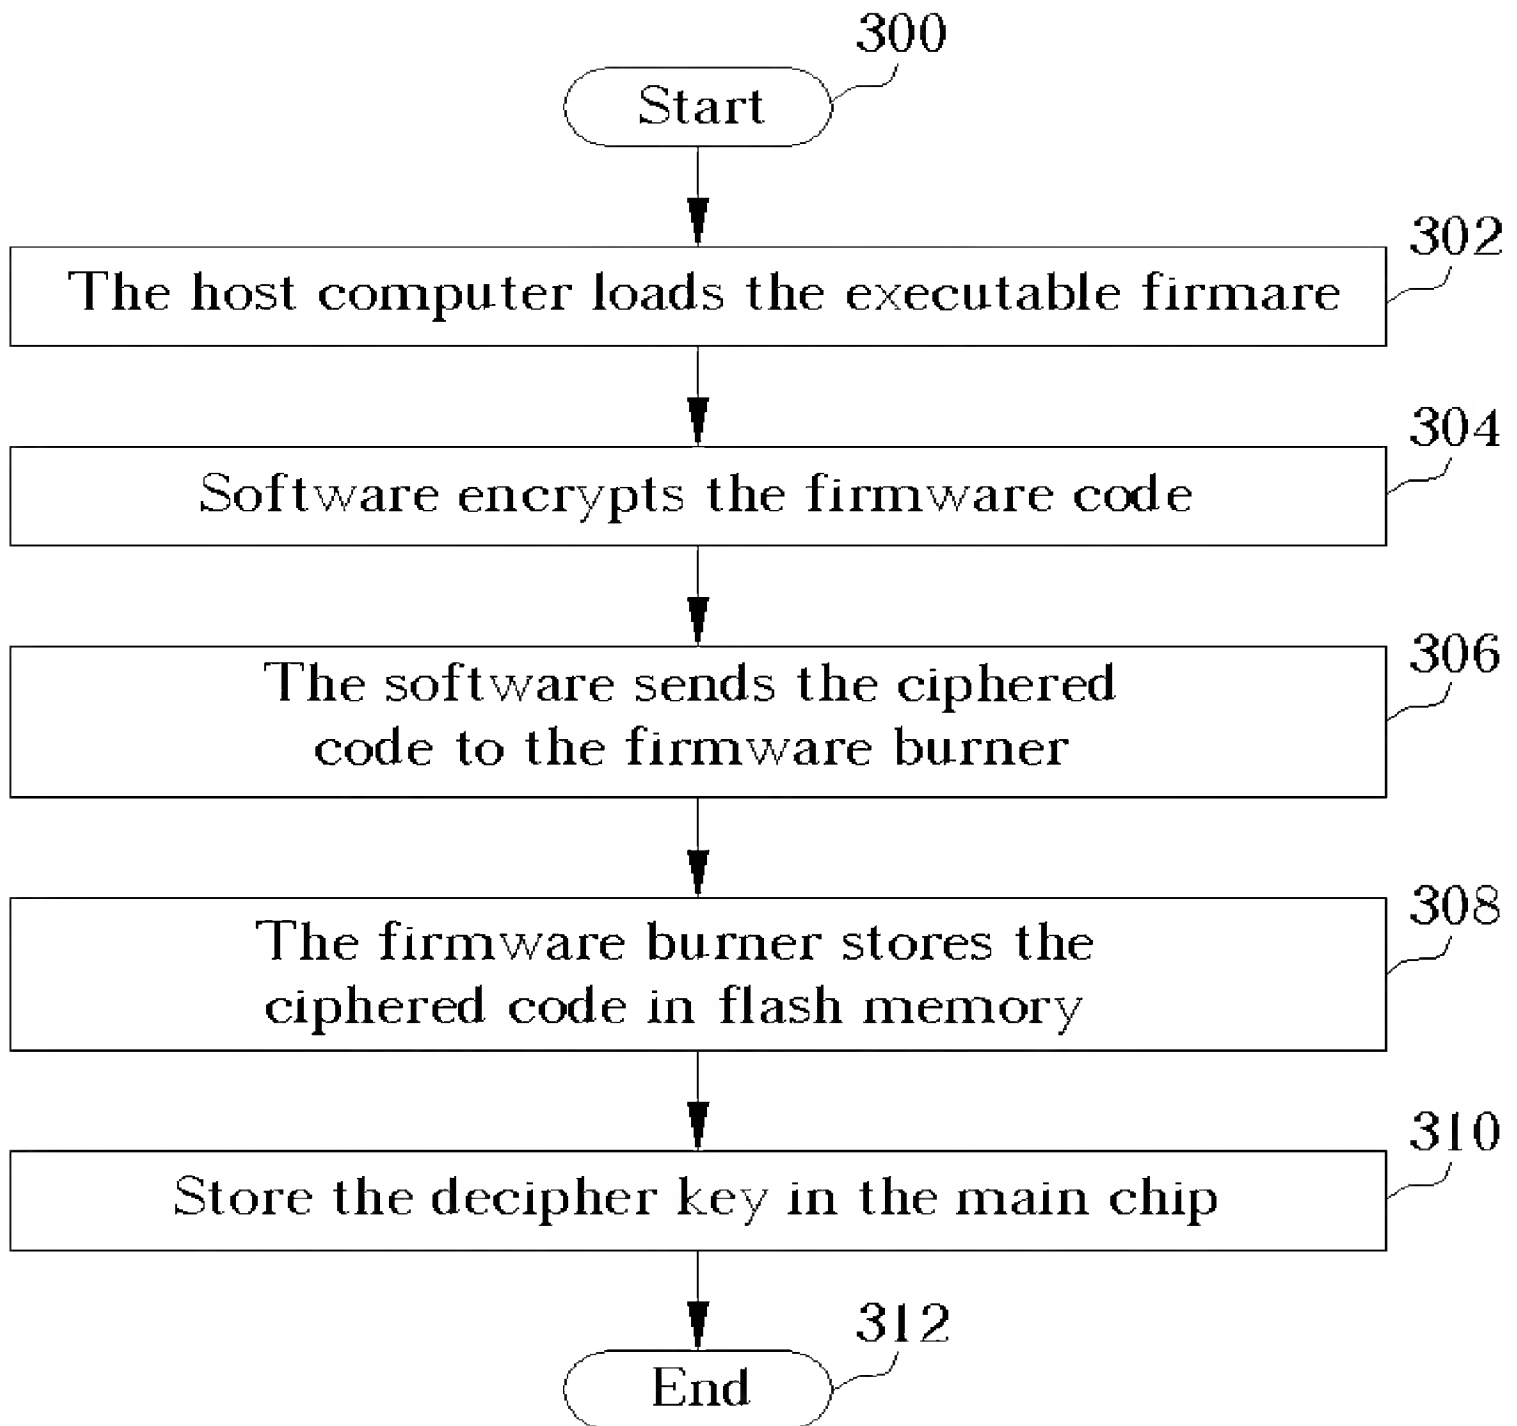 300
Start
302
The host computer loads the executable firmare
304
Software encrypts the firmware code
306
The software sends the ciphered
code to the firmware burner
308
The firmware burner stores the
ciphered code in flash memory
310
Store the decipher key in the main chip
312
End